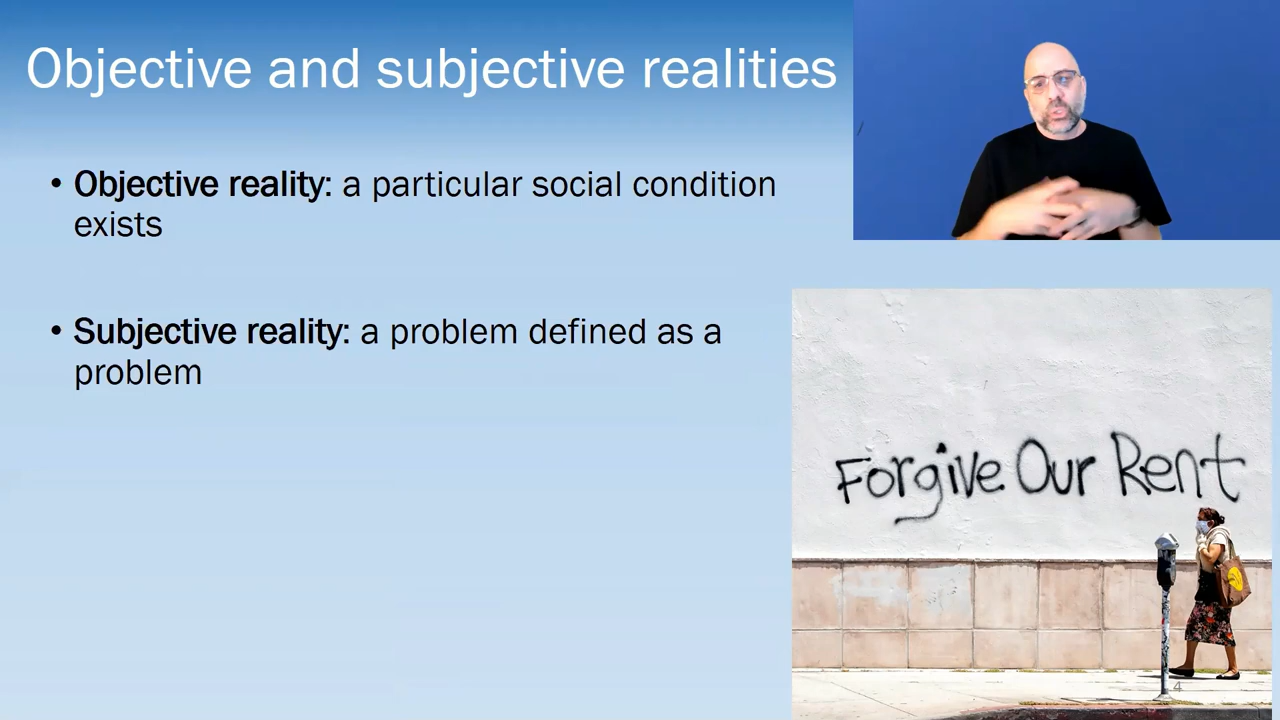 Objective and subjective realities
• Objective reality: a particular social condition
exists
• Subjective reality: a problem defined as a
problem
Forgive Our Rent
4